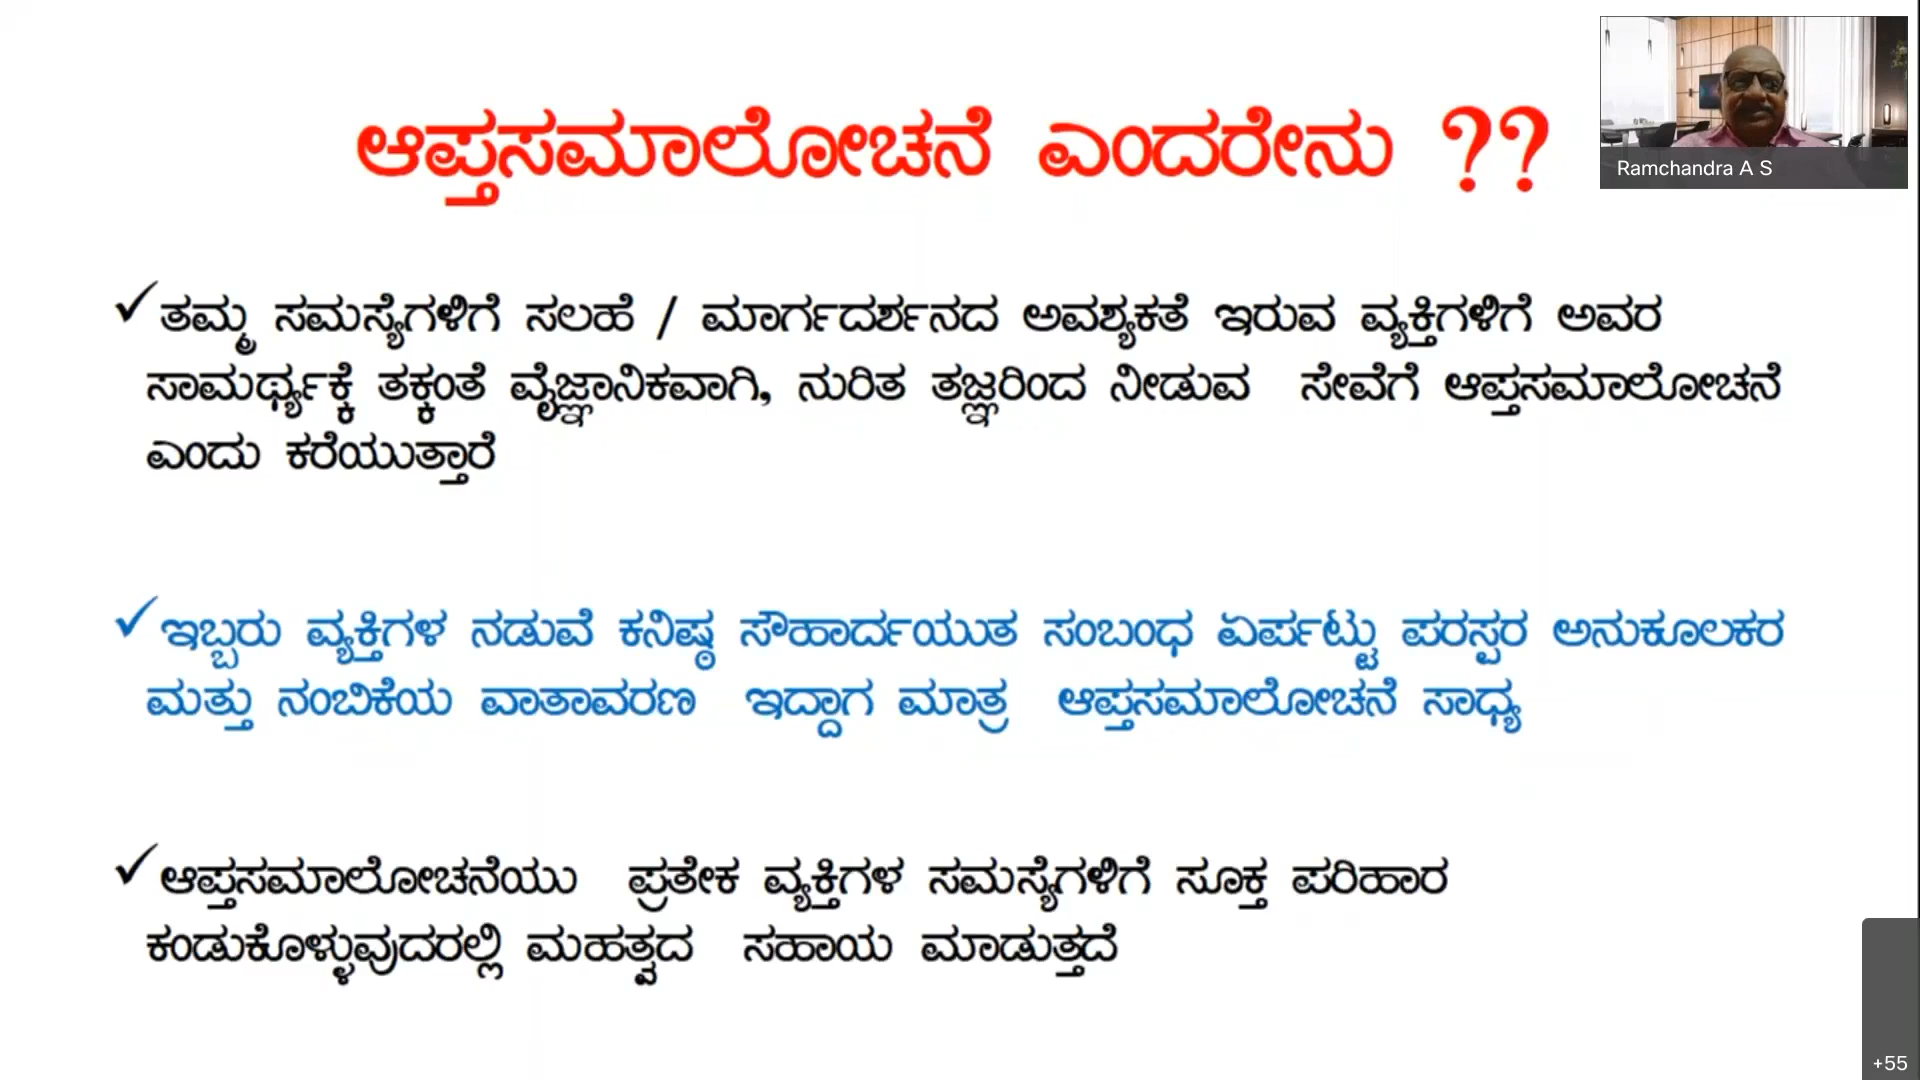 ಆಪ್ತಸಮಾಲೋಚನೆ ಎಂದರೇನು ??
Ramchandra A S
✓ತಮ್ಮ ಸಮಸ್ಯೆಗಳಿಗೆ ಸಲಹೆ / ಮಾರ್ಗದರ್ಶನದ ಅವಶ್ಯಕತೆ ಇರುವ ವ್ಯಕ್ತಿಗಳಿಗೆ ಅವರ
ಸಾಮರ್ಥ್ಯಕ್ಕೆ ತಕ್ಕಂತೆ ವೈಜ್ಞಾನಿಕವಾಗಿ, ನುರಿತ ತಜ್ಞರಿಂದ ನೀಡುವ ಸೇವೆಗೆ ಆಪ್ತಸಮಾಲೋಚನೆ
ಎಂದು ಕರೆಯುತ್ತಾರೆ
✓ಇಬ್ಬರು ವ್ಯಕ್ತಿಗಳ ನಡುವೆ ಕನಿಷ್ಠ ಸೌಹಾರ್ದಯುತ ಸಂಬಂಧ ಏರ್ಪಟ್ಟು ಪರಸ್ಪರ ಅನುಕೂಲಕರ
ಮತ್ತು ನಂಬಿಕೆಯ ವಾತಾವರಣ ಇದ್ದಾಗ ಮಾತ್ರ ಆಪ್ತಸಮಾಲೋಚನೆ ಸಾಧ್ಯ
✓ಆಪ್ತಸಮಾಲೋಚನೆಯು ಪ್ರತೇಕ ವ್ಯಕ್ತಿಗಳ ಸಮಸ್ಯೆಗಳಿಗೆ ಸೂಕ್ತ ಪರಿಹಾರ
ಕಂಡುಕೊಳ್ಳುವುದರಲ್ಲಿ ಮಹತ್ವದ ಸಹಾಯ ಮಾಡುತ್ತದೆ
+55